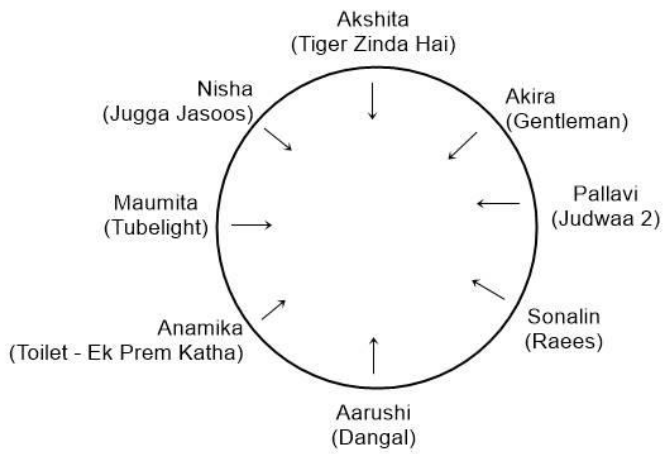 Akshita
(Tiger Zinda Hai)
Akira
(Gentleman)
Pallavi
(Judwaa 2)
Sonalin
(Raees)
Aarushi
(Dangal)
Anamika
(Toilet - Ek Prem Katha)
Maumita
(Tubelight)
Nisha
(Jugga Jasoos)